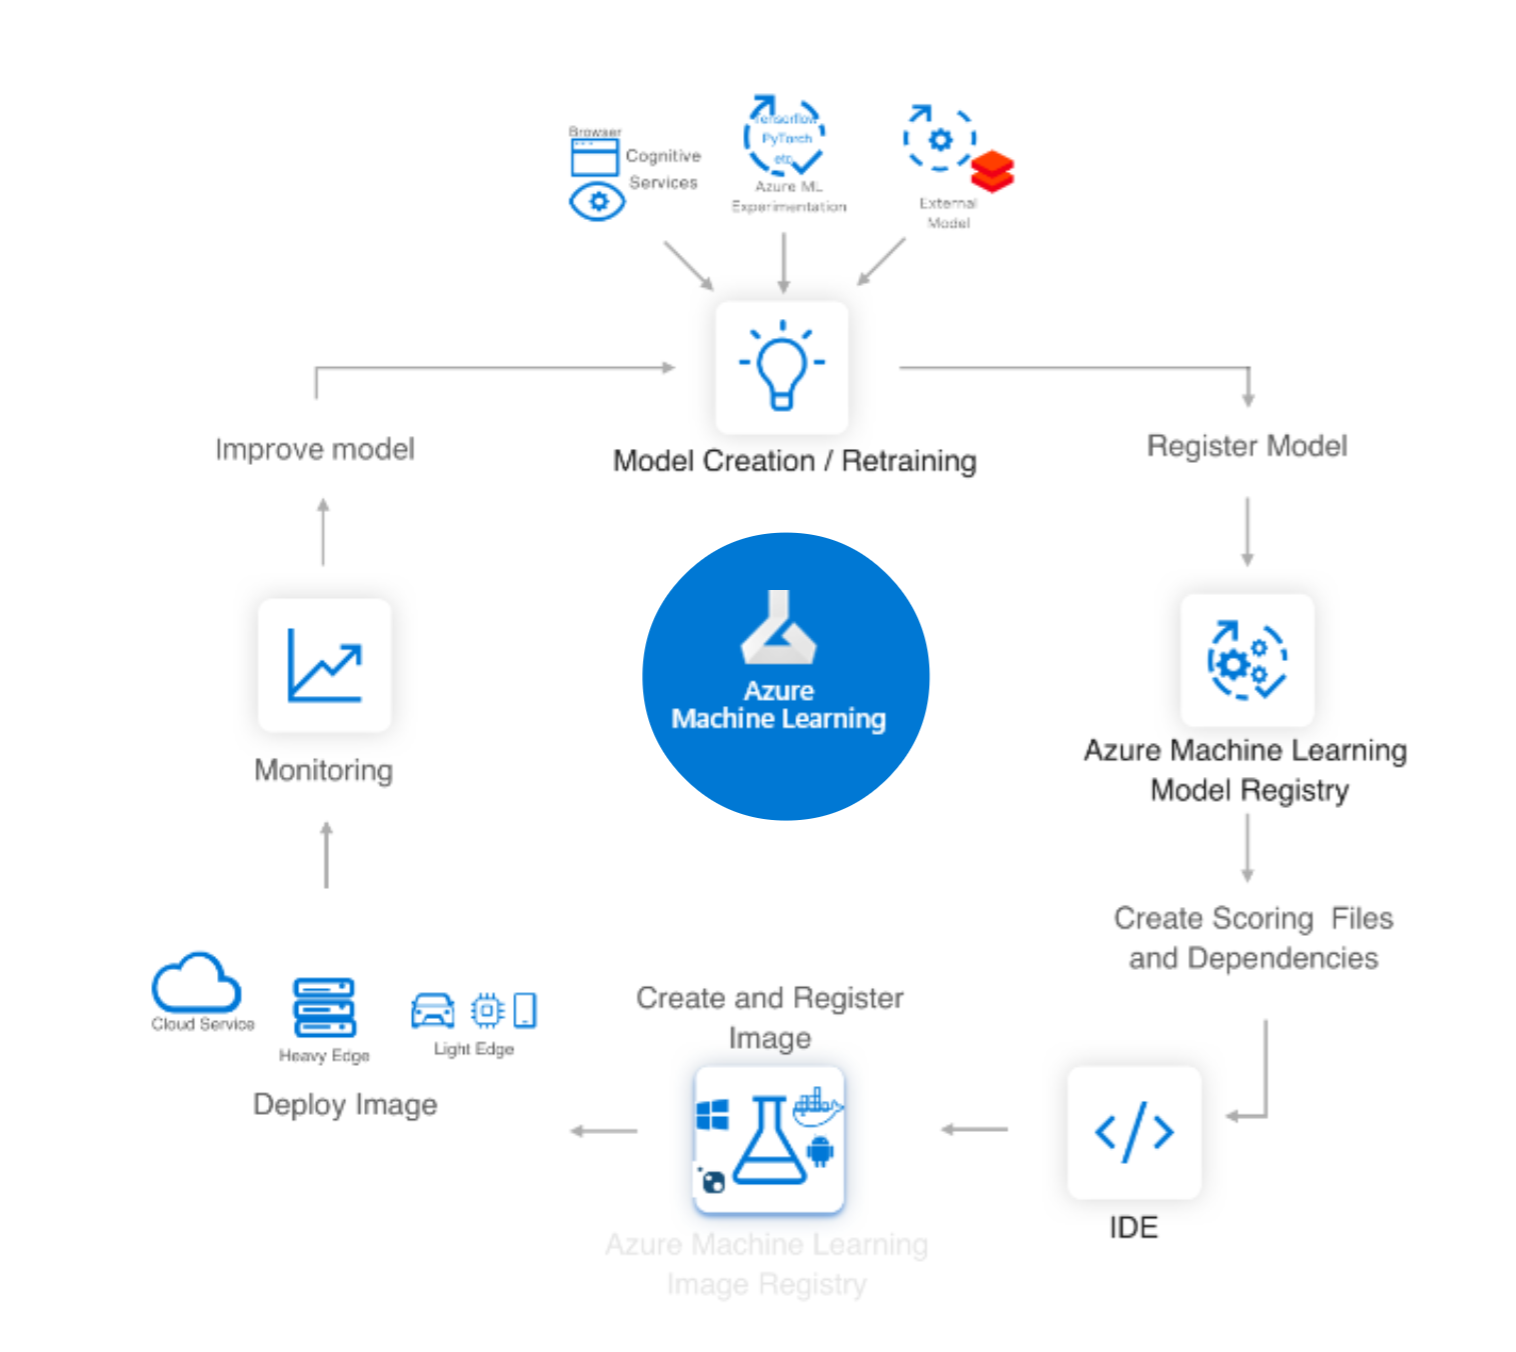 Browser
Cognitive
Services
Tensorflow
PyTorch
etc
Azure ML
Experimentation
External
Model
Model Creation / Retraining
Improve model
Register Model
Azure
Machine Learning
Monitoring
Azure Machine Learning
Model Registry
Create Scoring Files
and Dependencies
Cloud Service
Heavy Edge
Light Edge
Deploy Image
Create and Register
Image
IDE
Azure Machine Learning
Image Registry